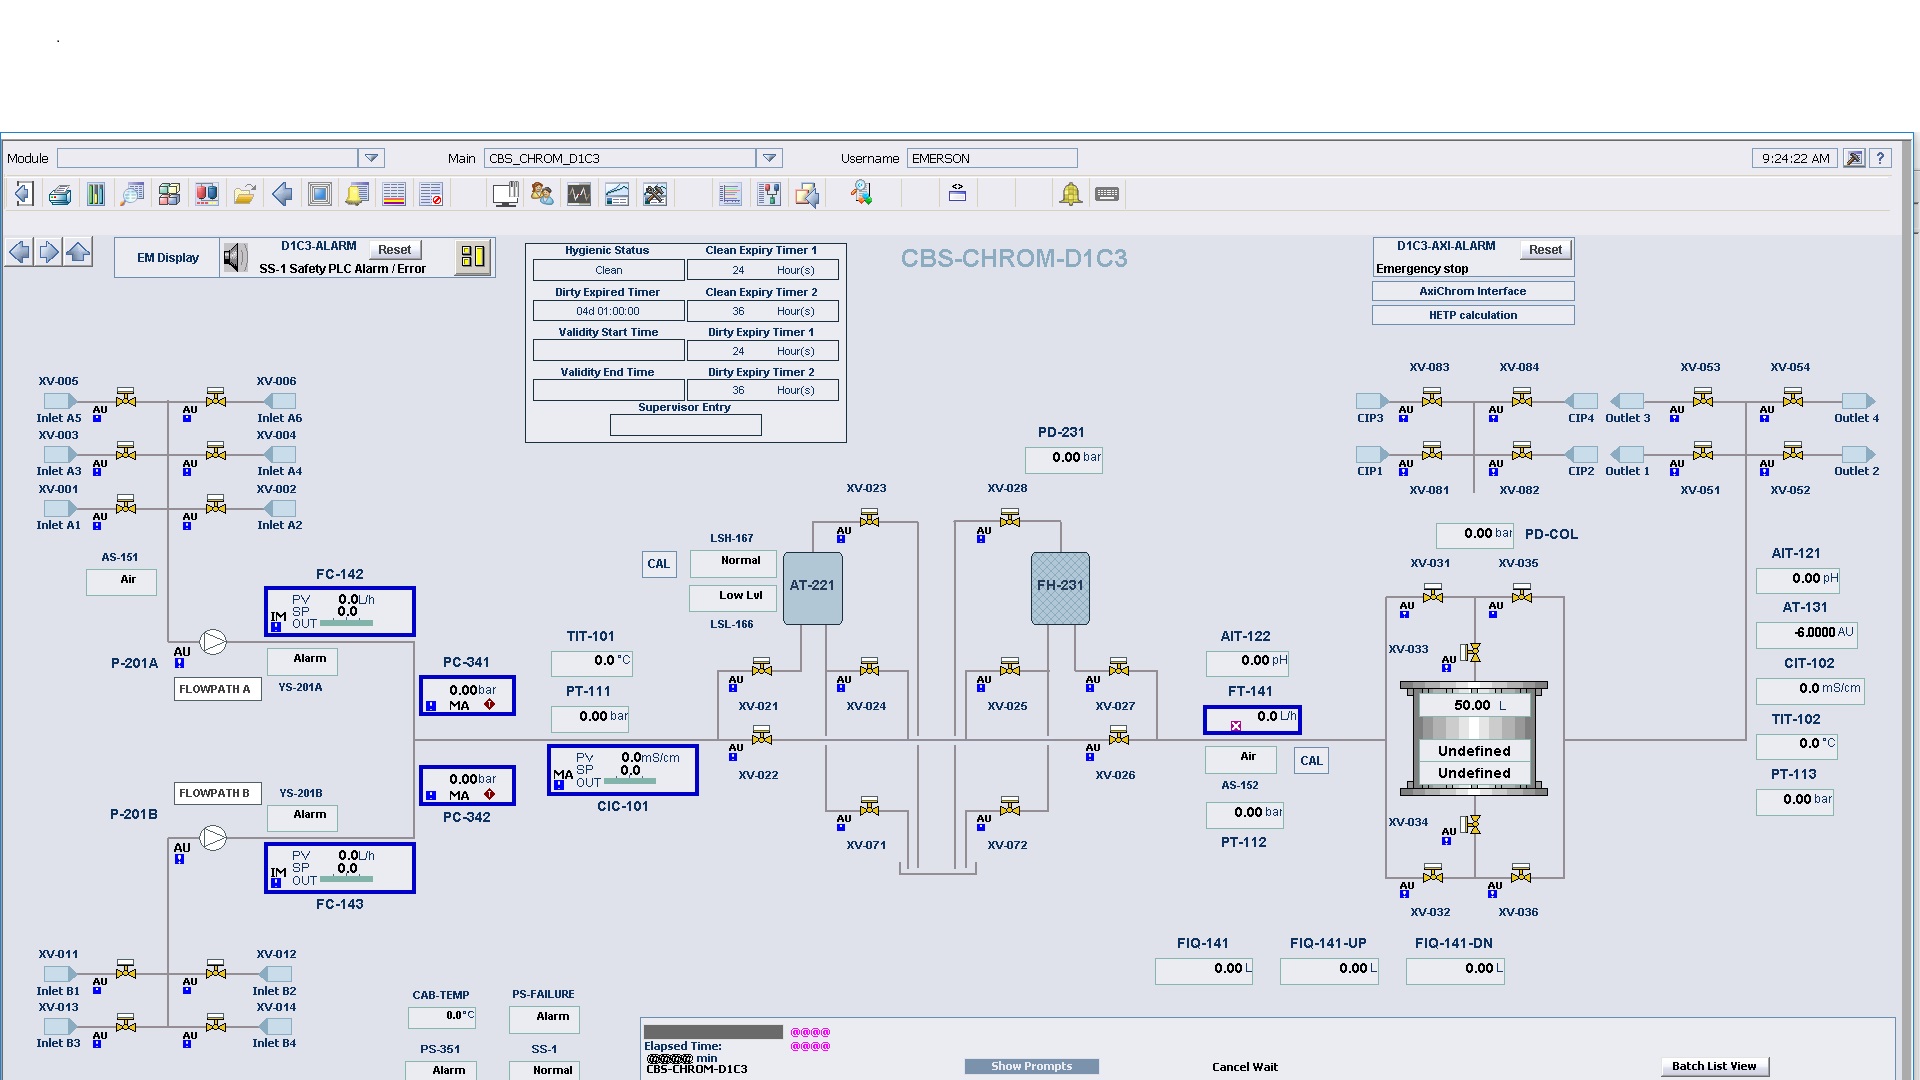 Module
Main CBS_CHROM_D1C3
Username EMERSON
9:24:22 AM
?
EM Display
D1C3-ALARM
Reset
SS-1 Safety PLC Alarm / Error
Hygienic Status
Clean Expiry Timer 1
Clean
24 Hour(s)
Dirty Expired Timer
Clean Expiry Timer 2
04d 01:00:00
36 Hour(s)
Validity Start Time
Dirty Expiry Timer 1
24 Hour(s)
Validity End Time
Dirty Expiry Timer 2
36 Hour(s)
Supervisor Entry
CBS-CHROM-D1C3
D1C3-AXI-ALARM
Reset
Emergency stop
AxiChrom Interface
HETP calculation
XV-005
XV-006
AU
AU
Inlet A5
Inlet A6
XV-003
XV-004
AU
AU
Inlet A3
Inlet A4
XV-001
XV-002
AU
AU
Inlet A1
Inlet A2
AS-151
Air
FC-142
PV 0.0 L/h
SP 0.0
IM
OUT
AU
P-201A
FLOWPATH A
Alarm
YS-201A
PC-341
0.00 bar
MA
FLOWPATH B
YS-201B
Alarm
P-201B
AU
PV 0.0 L/h
SP 0.0
IM
OUT
FC-143
0.00 bar
MA
PC-342
TIT-101
0.0 °C
PT-111
0.00 bar
PV 0.0 mS/cm
SP 0.0
MA
OUT
CIC-101
XV-011
XV-012
AU
AU
Inlet B1
Inlet B2
XV-013
XV-014
AU
AU
Inlet B3
Inlet B4
CAB-TEMP
0.0 °C
PS-FAILURE
Alarm
PS-351
Alarm
SS-1
Normal
CAL
LSH-167
Normal
Low Lvl
LSL-166
AT-221
XV-023
AU
XV-028
AU
PD-231
0.00 bar
FH-231
AU
XV-021
AU
XV-024
AU
XV-025
AU
XV-027
AU
XV-022
AU
XV-026
AU
XV-071
AU
XV-072
AIT-122
0.00 pH
FT-141
0.0 L/h
Air
CAL
AS-152
0.00 bar
PT-112
XV-083
XV-084
AU
AU
CIP3
CIP4
AU
AU
CIP1
CIP2
XV-081
XV-082
XV-053
XV-054
AU
AU
Outlet 3
Outlet 4
AU
AU
Outlet 1
Outlet 2
XV-051
XV-052
0.00 bar
PD-COL
XV-031
XV-035
AU
AU
XV-033
AU
50.00 L
Undefined
Undefined
XV-034
AU
AU
AU
XV-032
XV-036
AIT-121
0.00 pH
AT-131
-6.0000 AU
CIT-102
0.0 mS/cm
TIT-102
0.0 °C
PT-113
0.00 bar
FIQ-141
0.00 L
FIQ-141-UP
0.00 L
FIQ-141-DN
0.00 L
@@@@
Elapsed Time:
@@@@
@@@@ min
CBS-CHROM-D1C3
Show Prompts
Cancel Wait
Batch List View